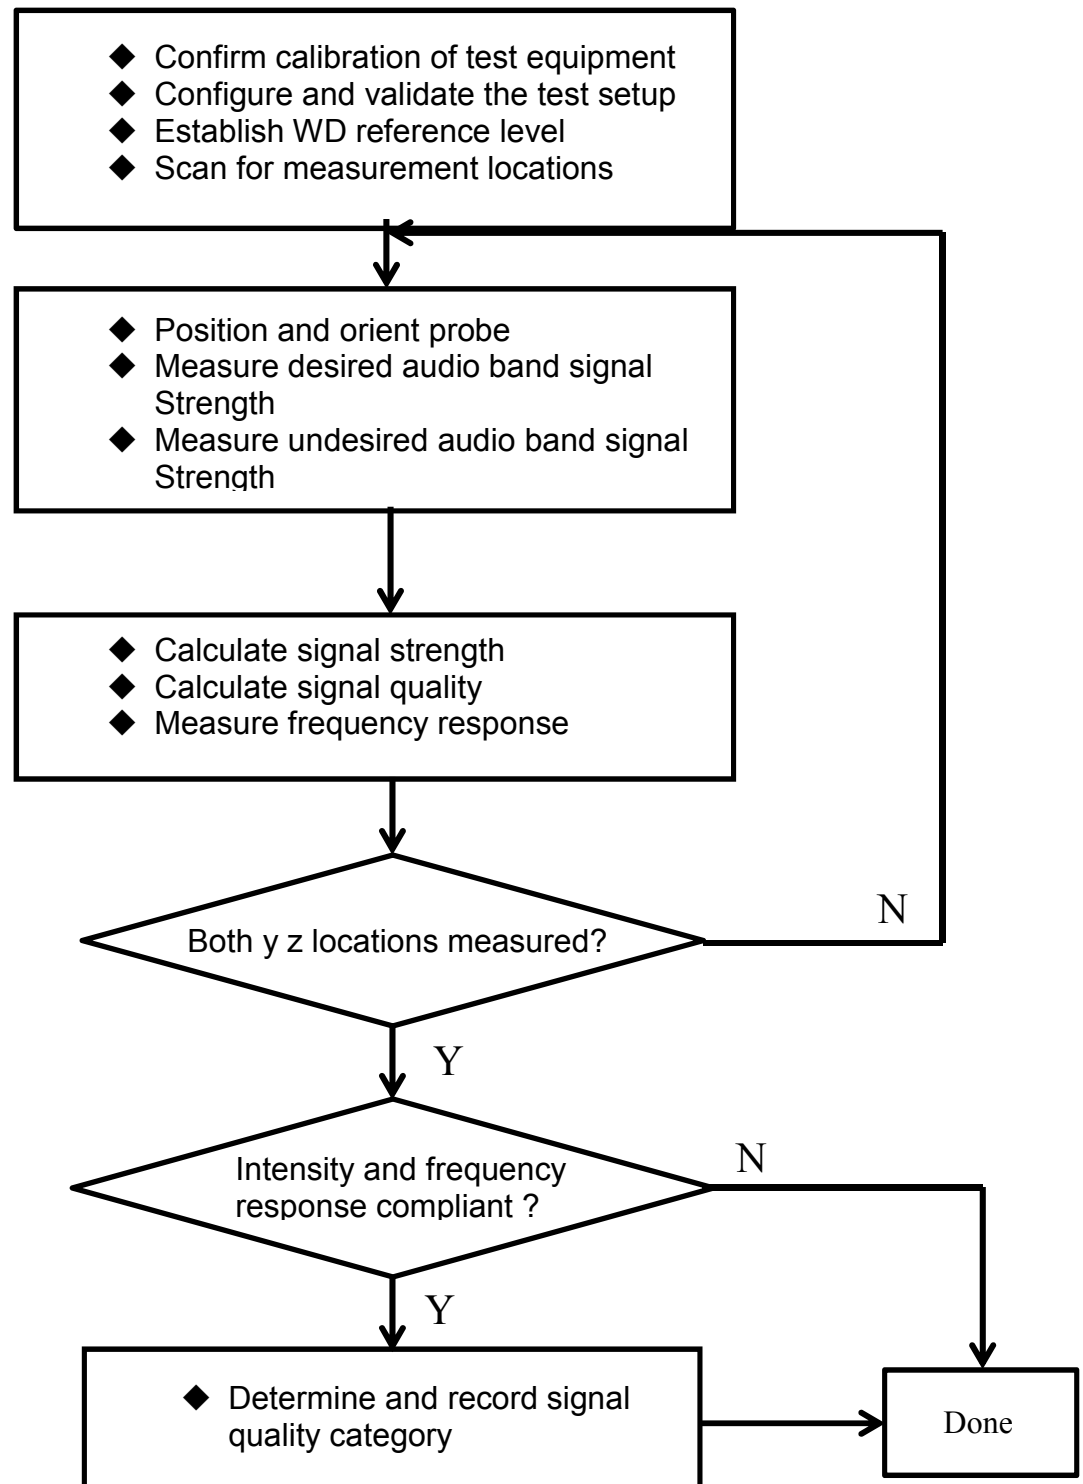 ◆ Confirm calibration of test equipment
◆ Configure and validate the test setup
◆ Establish WD reference level
◆ Scan for measurement locations
◆ Position and orient probe
◆ Measure desired audio band signal
Strength
◆ Measure undesired audio band signal
Strength
◆ Calculate signal strength
◆ Calculate signal quality
◆ Measure frequency response
Both y z locations measured?
N
Y
Intensity and frequency
response compliant ?
N
Y
◆ Determine and record signal
quality category
Done